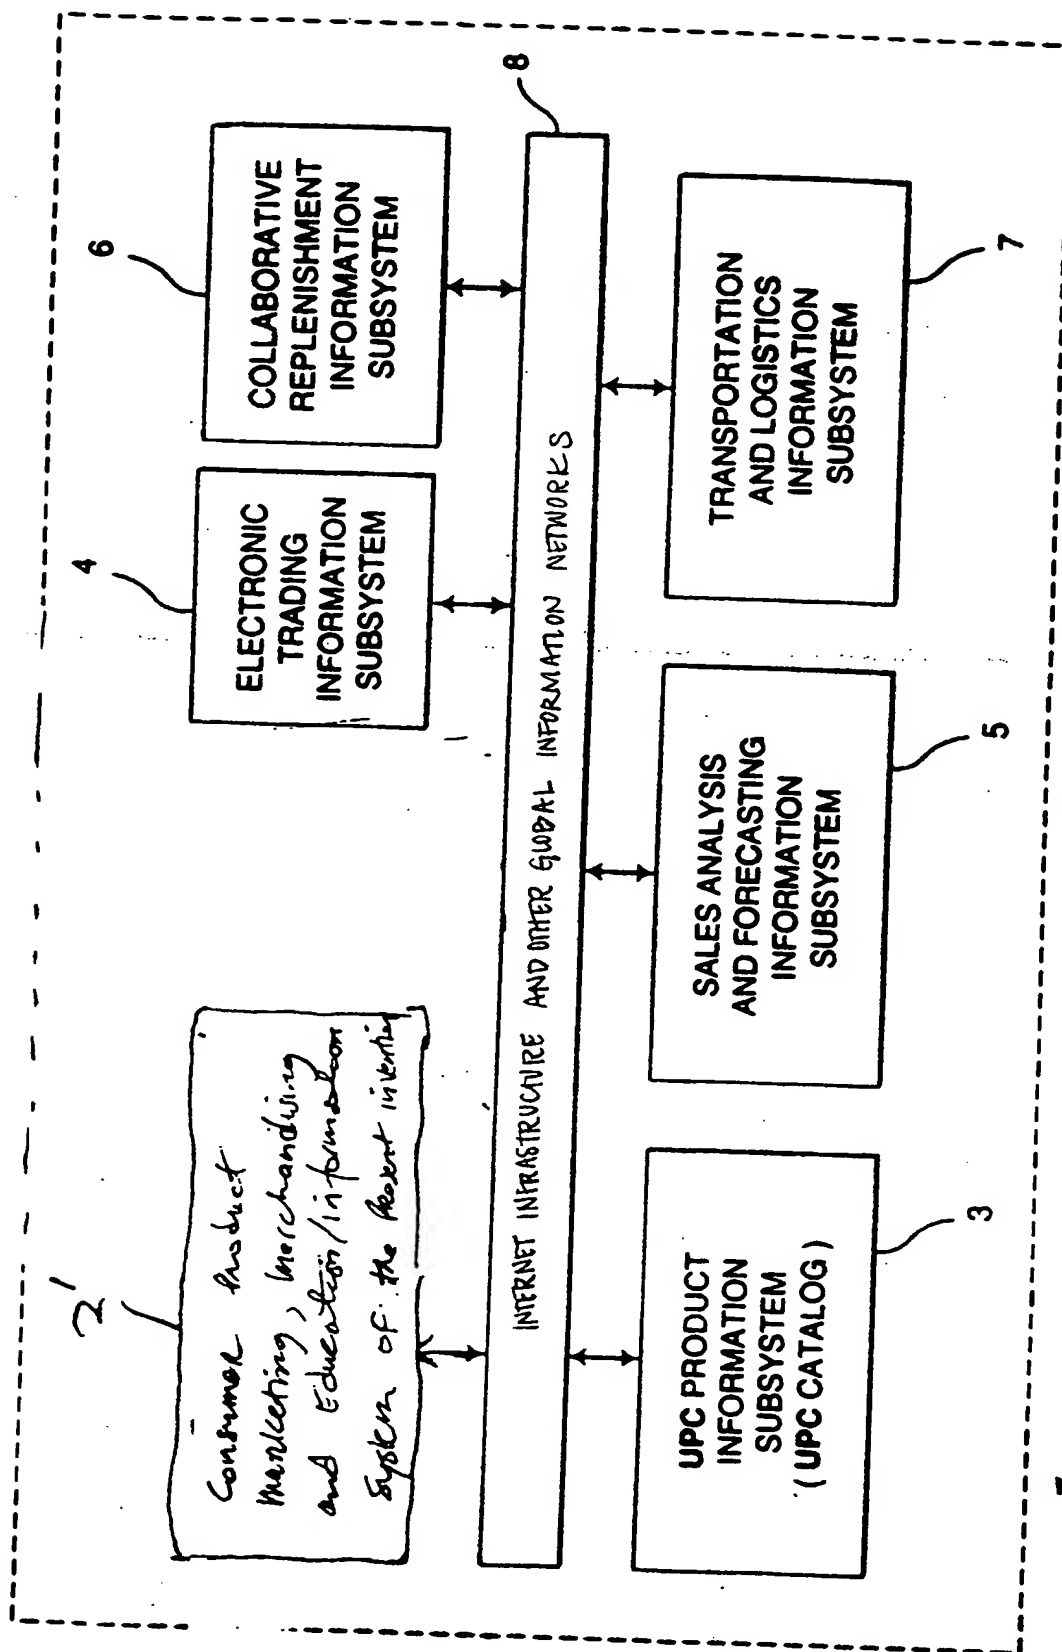 2'
Consumer Product
Marketing, Merchandising
and Education/information
System of the Present invention
4
ELECTRONIC
TRADING
INFORMATION
SUBSYSTEM
6
COLLABORATIVE
REPLENISHMENT
INFORMATION
SUBSYSTEM
8
INTERNET INFRASTRUCTURE AND OTHER GLOBAL INFORMATION NETWORKS
UPC PRODUCT
INFORMATION
SUBSYSTEM
(UPC CATALOG)
3
SALES ANALYSIS
AND FORECASTING
INFORMATION
SUBSYSTEM
5
TRANSPORTATION
AND LOGISTICS
INFORMATION
SUBSYSTEM
7